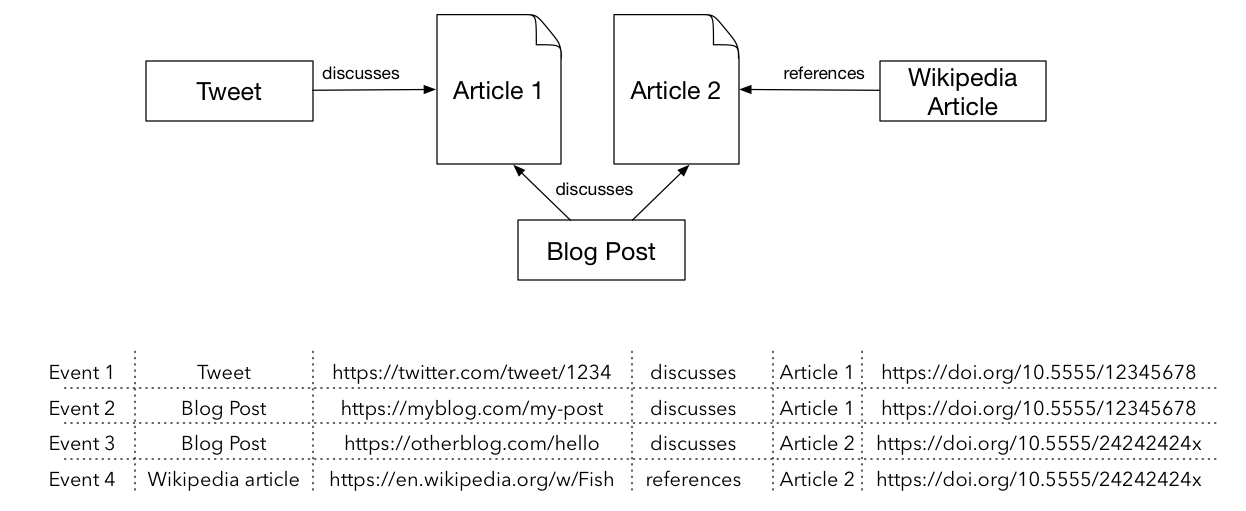 discusses
references
Tweet
Article 1
Article 2
Wikipedia
Article
discusses
Blog Post
Event 1 Tweet https://twitter.com/tweet/1234 discusses Article 1 https://doi.org/10.5555/12345678
Event 2 Blog Post https://myblog.com/my-post discusses Article 1 https://doi.org/10.5555/12345678
Event 3 Blog Post https://otherblog.com/hello discusses Article 2 https://doi.org/10.5555/24242424x
Event 4 Wikipedia article https://en.wikipedia.org/w/Fish references Article 2 https://doi.org/10.5555/24242424x